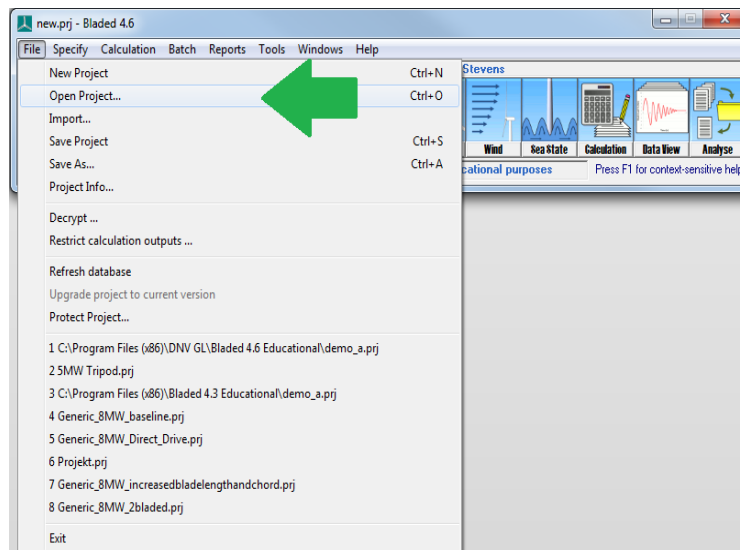 new.prj - Bladed 4.6
File Specify Calculation Batch Reports Tools Windows Help
New Project Ctrl+N
Stevens
Open Project... Ctrl+O
Import...
Save Project Ctrl+S
Wind Sea State Calculation Data View Analyse
Save As... Ctrl+A
cational purposes Press F1 for context-sensitive help
Project Info...
Decrypt ...
Restrict calculation outputs ...
Refresh database
Upgrade project to current version
Protect Project...
1 C:\Program Files (x86)\DNV GL\Bladed 4.6 Educational\demo_a.prj
2 5MW Tripod.prj
3 C:\Program Files (x86)\Bladed 4.3 Educational\demo_a.prj
4 Generic_8MW_baseline.prj
5 Generic_8MW_Direct_Drive.prj
6 Projekt.prj
7 Generic_8MW_increasedbladelengthandchord.prj
8 Generic_8MW_2bladed.prj
Exit